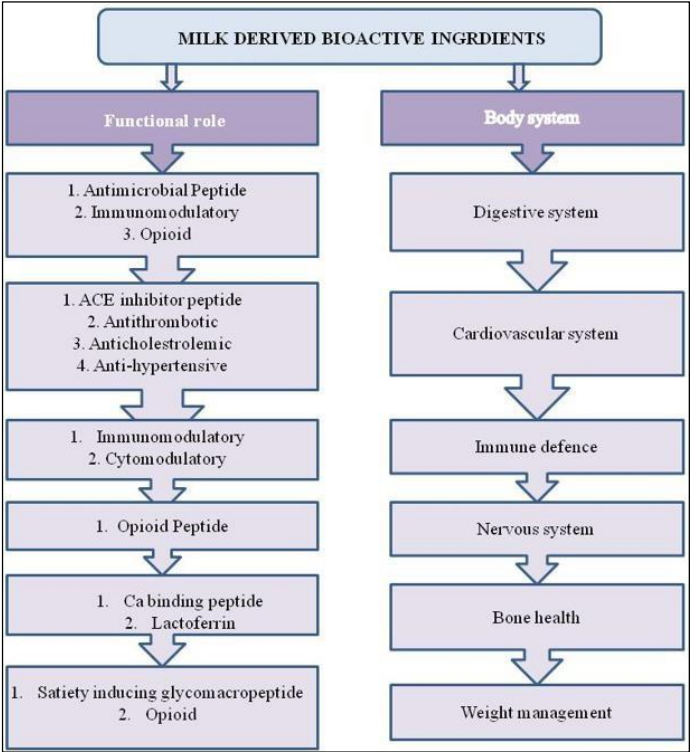 MILK DERIVED BIOACTIVE INGRDIENTS
Functional role
1. Antimicrobial Peptide
2. Immunomodulatory
3. Opioid
1. ACE inhibitor peptide
2. Antithrombotic
3. Anticholestrolemic
4. Anti-hypertensive
1. Immunomodulatory
2. Cytomodulatory
1. Opioid Peptide
1. Ca binding peptide
2. Lactoferrin
1. Satiety inducing glycomacropeptide
2. Opioid
Body system
Digestive system
Cardiovascular system
Immune defence
Nervous system
Bone health
Weight management